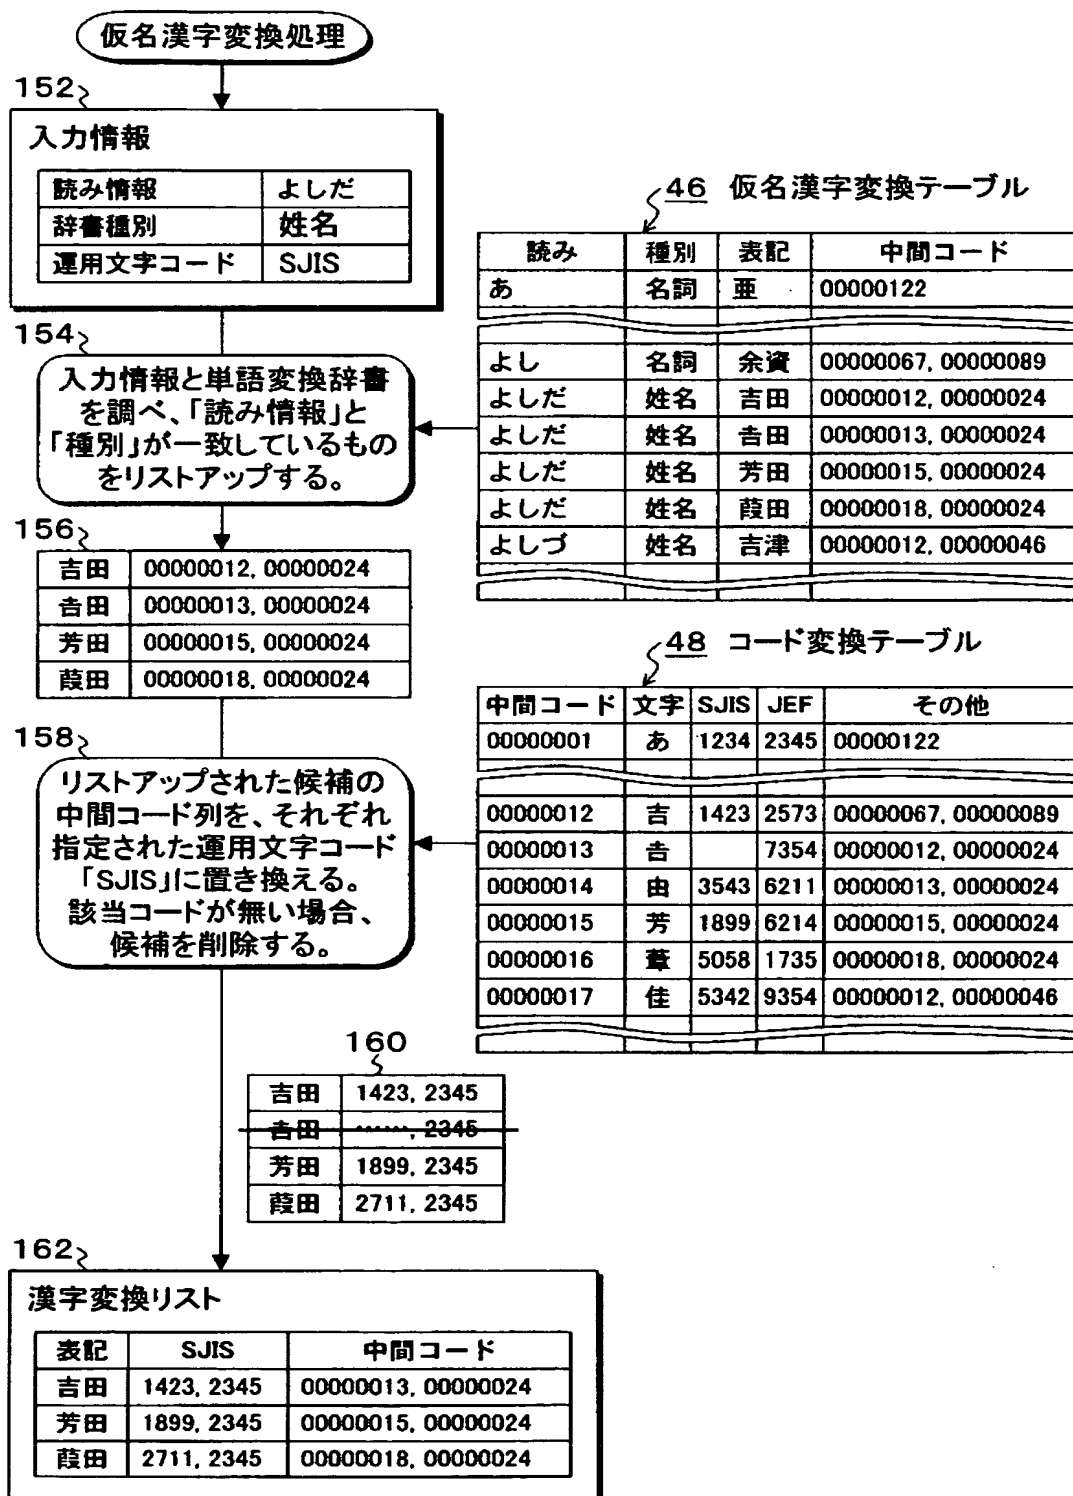 仮名漢字変換処理
152
入力情報
読み情報 よしだ
辞書種別 姓名
運用文字コード SJIS
46 仮名漢字変換テーブル
読み 種別 表記 中間コード
あ 名詞 亜 00000122
よし 名詞 余資 00000067, 00000089
よしだ 姓名 吉田 00000012, 00000024
よしだ 姓名 𠮷田 00000013, 00000024
よしだ 姓名 芳田 00000015, 00000024
よしだ 姓名 葭田 00000018, 00000024
よしづ 姓名 吉津 00000012, 00000046
154
入力情報と単語変換辞書
を調べ、「読み情報」と
「種別」が一致しているもの
をリストアップする。
156
吉田 00000012, 00000024
𠮷田 00000013, 00000024
芳田 00000015, 00000024
葭田 00000018, 00000024
48 コード変換テーブル
中間コード 文字 SJIS JEF その他
00000001 あ 1234 2345 00000122
00000012 吉 1423 2573 00000067, 00000089
00000013 𠮷 7354 00000012, 00000024
00000014 由 3543 6211 00000013, 00000024
00000015 芳 1899 6214 00000015, 00000024
00000016 葦 5058 1735 00000018, 00000024
00000017 佳 5342 9354 00000012, 00000046
158
リストアップされた候補の
中間コード列を、それぞれ
指定された運用文字コード
「SJIS」に置き換える。
該当コードが無い場合、
候補を削除する。
160
吉田 1423, 2345
𠮷田 ……, 2345
芳田 1899, 2345
葭田 2711, 2345
162
漢字変換リスト
表記 SJIS 中間コード
吉田 1423, 2345 00000013, 00000024
芳田 1899, 2345 00000015, 00000024
葭田 2711, 2345 00000018, 00000024